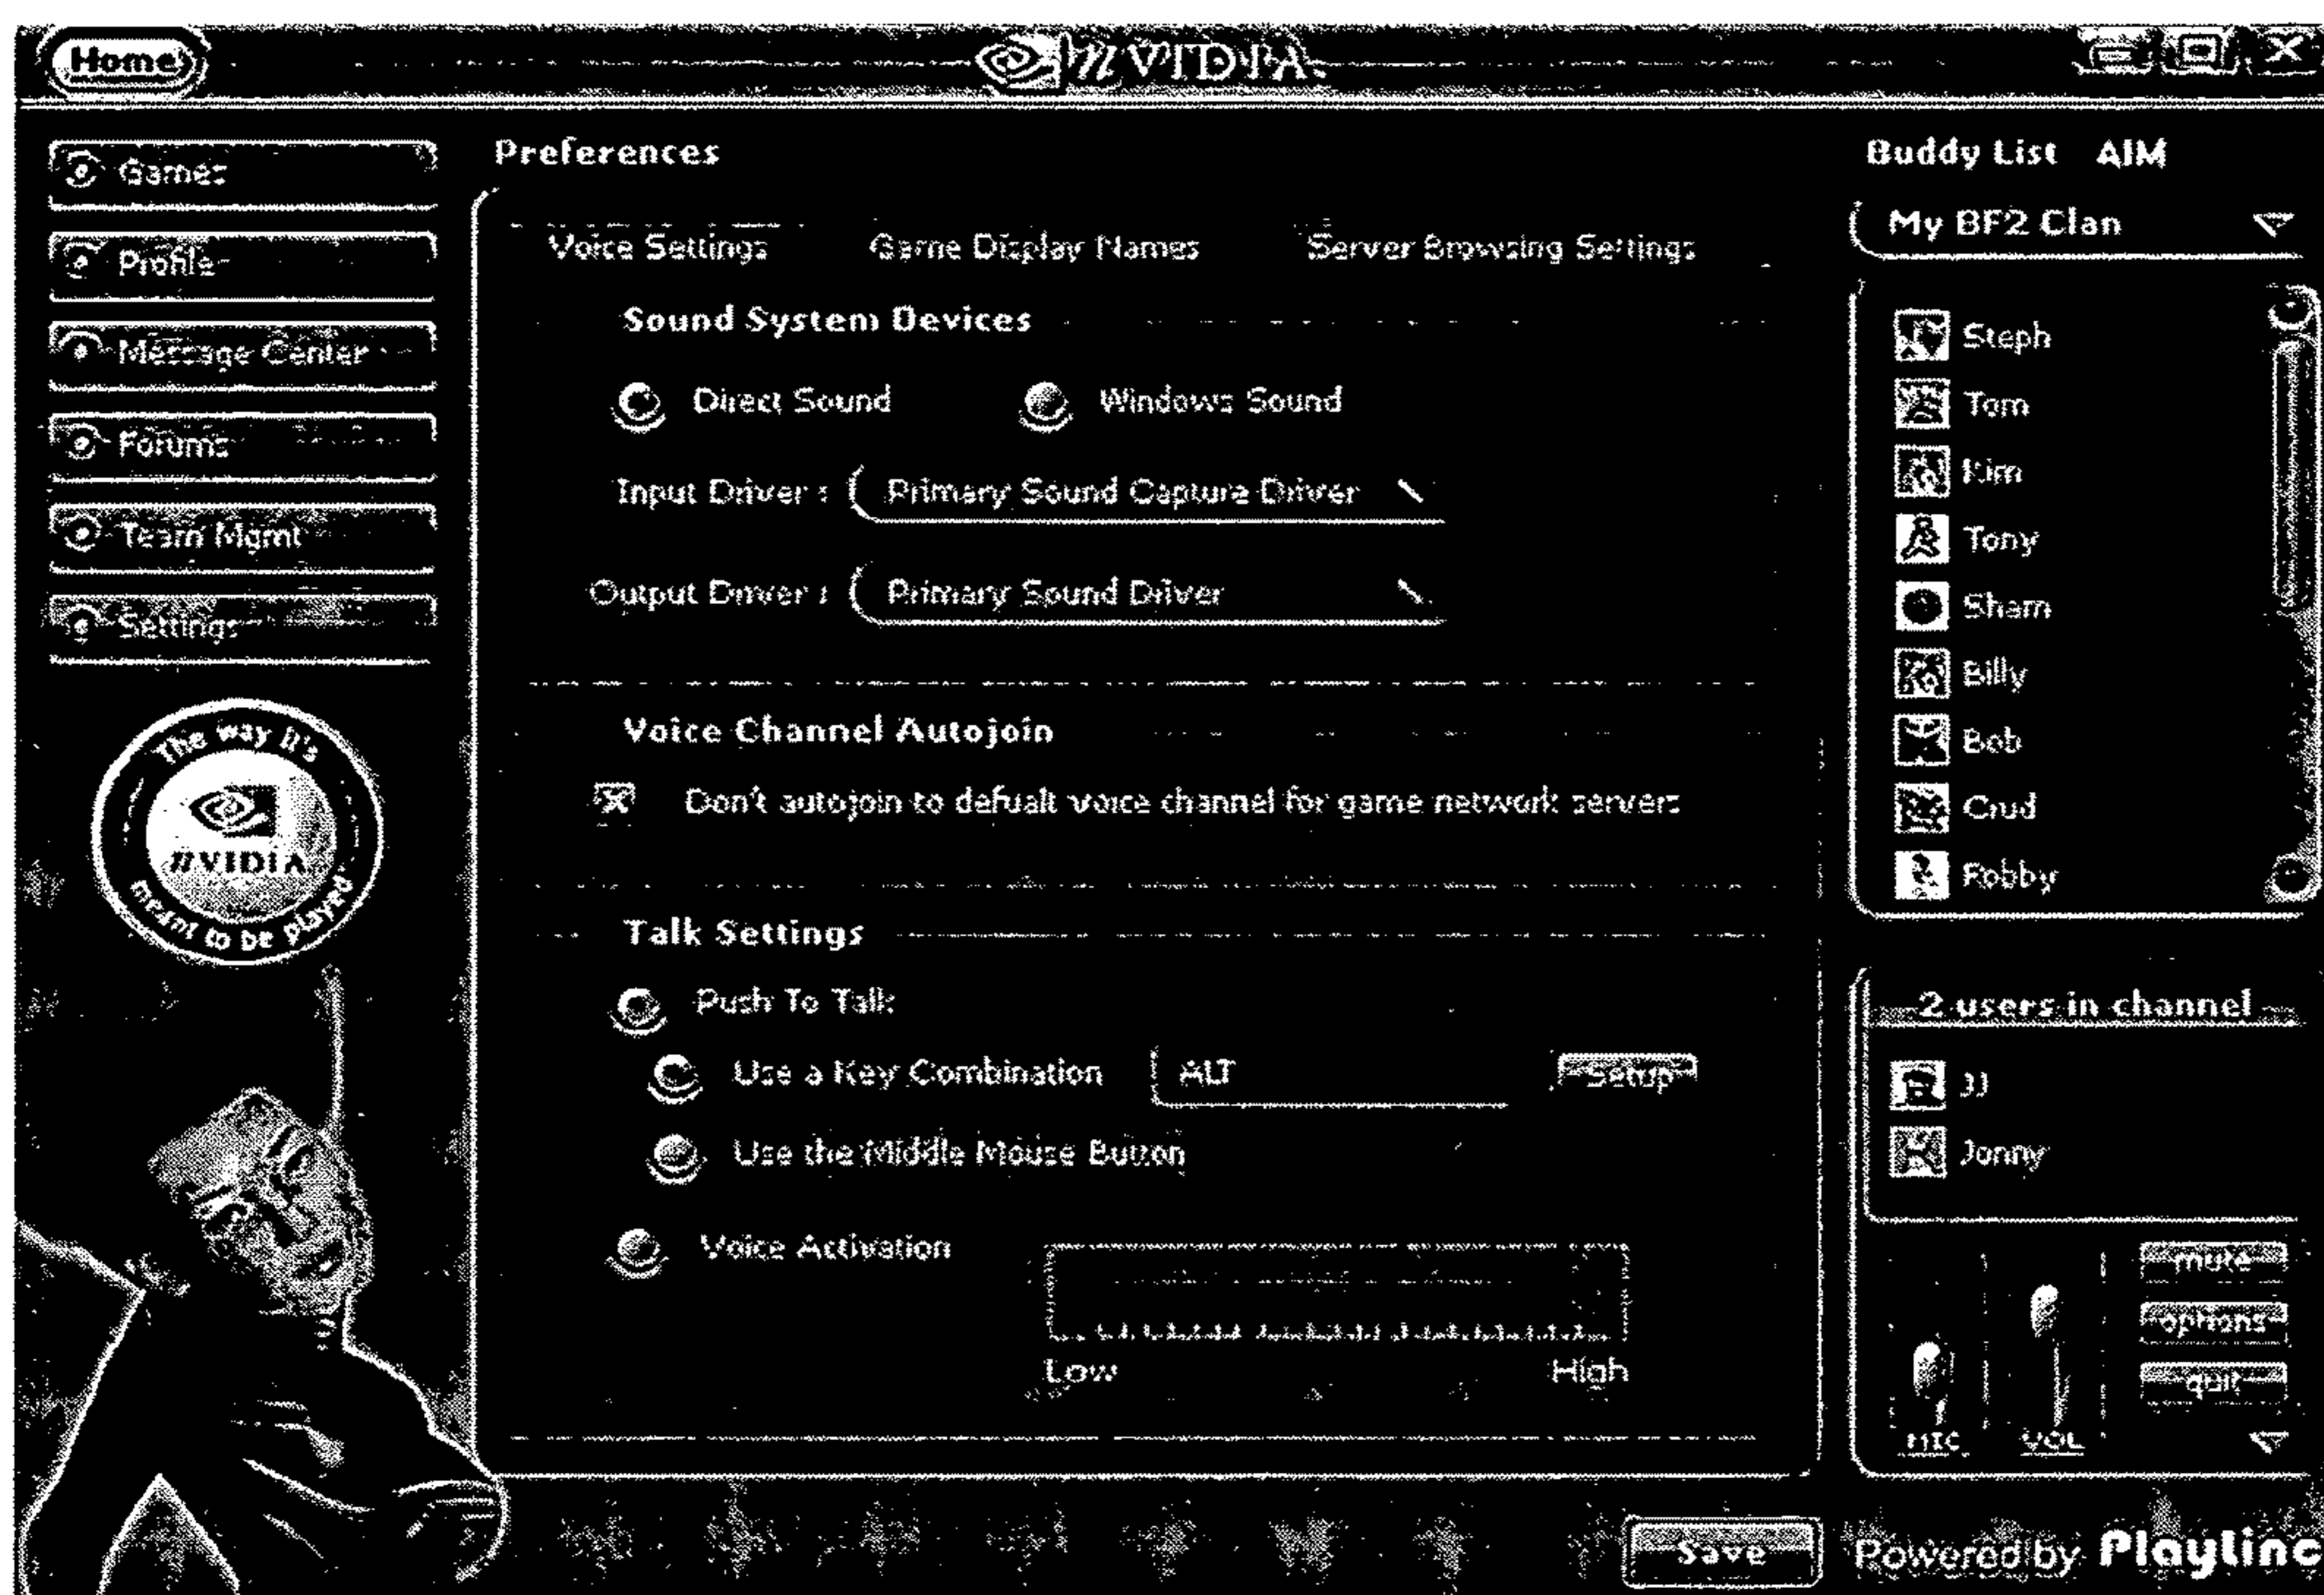 Home
nVIDIA
Games
Profile
Message Center
Forums
Team Mgmt
Settings
The way it's
nVIDIA
meant to be played
Preferences
Voice Settings Game Display Names Server Browsing Settings
Sound System Devices
Direct Sound Windows Sound
Input Driver : Primary Sound Capture Driver
Output Driver : Primary Sound Driver
Voice Channel Autojoin
Don't autojoin to defualt voice channel for game network servers
Talk Settings
Push To Talk
Use a Key Combination ALT Setup
Use the Middle Mouse Button
Voice Activation
Low High
Save
Buddy List AIM
My BF2 Clan
Steph
Tom
Kim
Tony
Sham
Billy
Bob
Crud
Robby
2 users in channel
JJ
Jonny
mute
options
quit
MIC VOL
Powered by PlayLinc